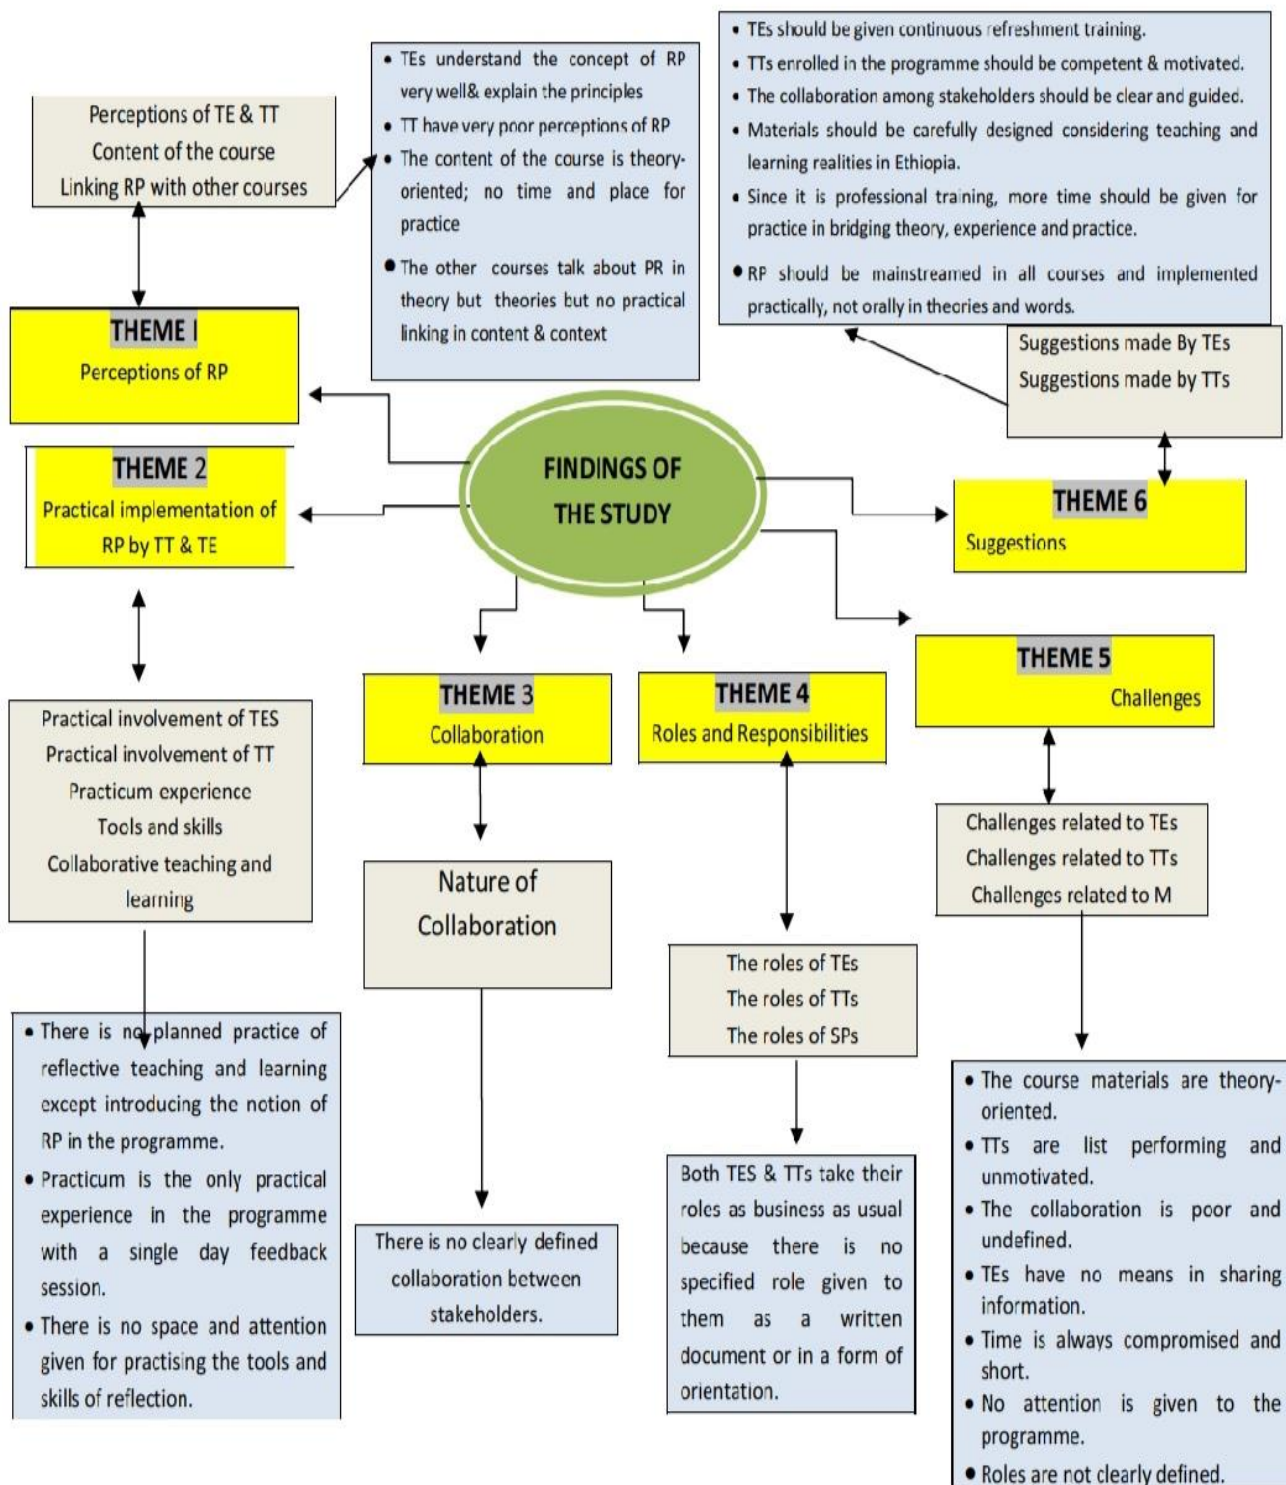 Perceptions of TE & TT
Content of the course
Linking RP with other courses
• TEs understand the concept of RP
very well& explain the principles
• TT have very poor perceptions of RP
• The content of the course is theory-
oriented; no time and place for
practice
• The other courses talk about PR in
theory but theories but no practical
linking in content & context
• TEs should be given continuous refreshment training.
• TTs enrolled in the programme should be competent & motivated.
• The collaboration among stakeholders should be clear and guided.
• Materials should be carefully designed considering teaching and
learning realities in Ethiopia.
• Since it is professional training, more time should be given for
practice in bridging theory, experience and practice.
• RP should be mainstreamed in all courses and implemented
practically, not orally in theories and words.
Suggestions made By TEs
Suggestions made by TTs
THEME I
Perceptions of RP
THEME 2
Practical implementation of
RP by TT & TE
FINDINGS OF
THE STUDY
THEME 6
Suggestions
THEME 5
Challenges
THEME 3
Collaboration
THEME 4
Roles and Responsibilities
Practical involvement of TES
Practical involvement of TT
Practicum experience
Tools and skills
Collaborative teaching and
learning
Nature of
Collaboration
The roles of TEs
The roles of TTs
The roles of SPs
Challenges related to TEs
Challenges related to TTs
Challenges related to M
• There is no planned practice of
reflective teaching and learning
except introducing the notion of
RP in the programme.
• Practicum is the only practical
experience in the programme
with a single day feedback
session.
• There is no space and attention
given for practising the tools and
skills of reflection.
There is no clearly defined
collaboration between
stakeholders.
Both TES & TTs take their
roles as business as usual
because there is no
specified role given to
them as a written
document or in a form of
orientation.
• The course materials are theory-
oriented.
• TTs are list performing and
unmotivated.
• The collaboration is poor and
undefined.
• TEs have no means in sharing
information.
• Time is always compromised and
short.
• No attention is given to the
programme.
• Roles are not clearly defined.